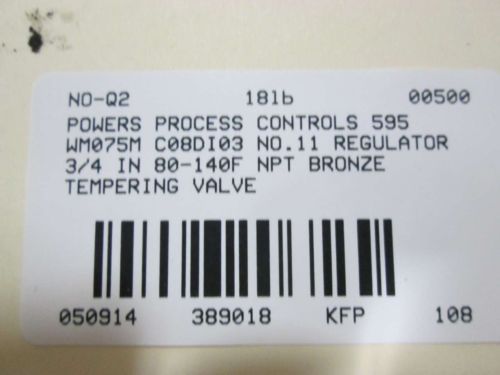 NO-Q2 18lb 00500
POWERS PROCESS CONTROLS 595
WM075M C08DI03 NO.11 REGULATOR
3/4 IN 80-140F NPT BRONZE
TEMPERING VALVE
050914 389018 KFP 108